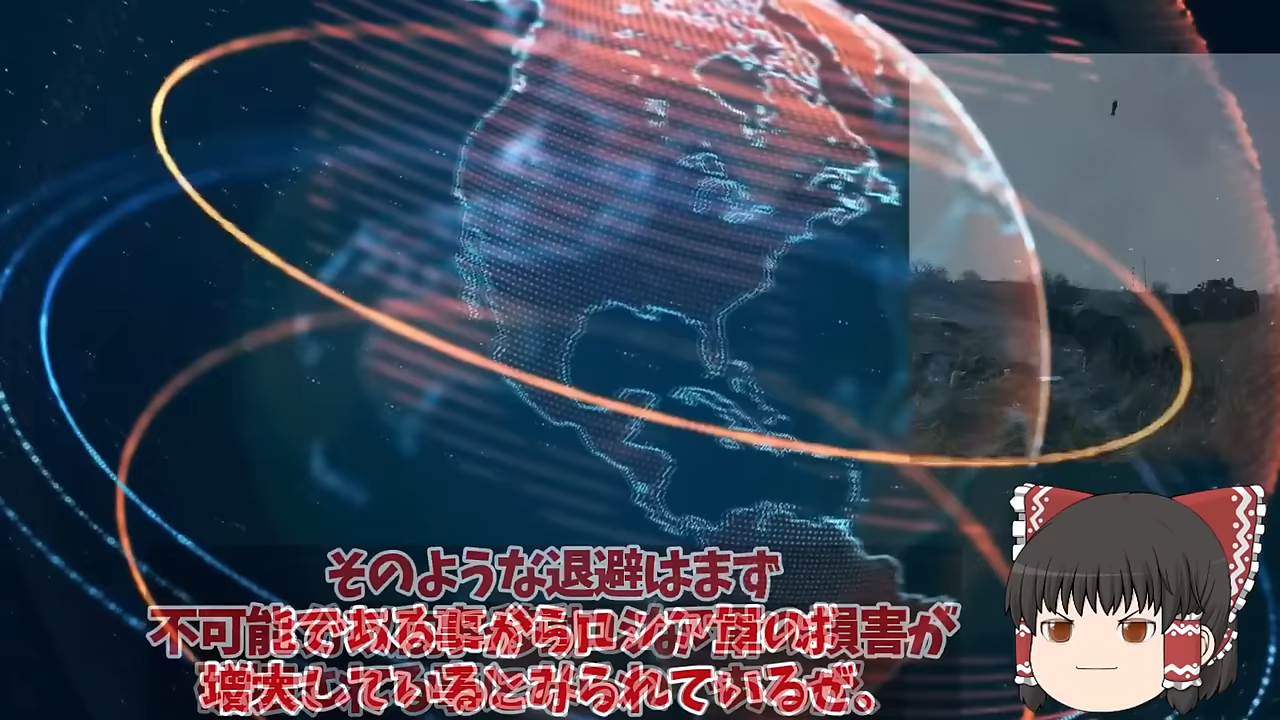 そのような退避はまず
不可能である事からロシア軍の損害が
増大しているとみられているぜ。